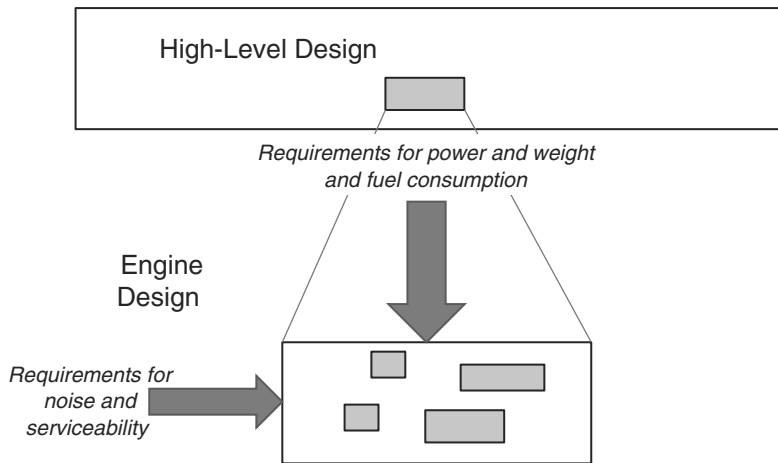 High-Level Design
Requirements for power and weight
and fuel consumption
Engine
Design
Requirements for
noise and
serviceability